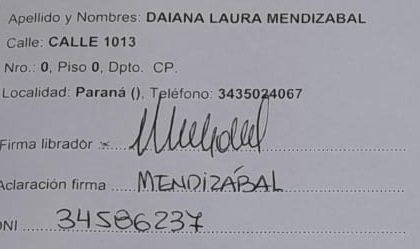 Apellido y Nombres: DAIANA LAURA MENDIZABAL
Calle: CALLE 1013
Nro.: 0, Piso 0, Dpto. CP.
Localidad: Paraná (), Teléfono: 3435024067
Firma librador
Aclaración firma .... MENDIZÁBAL
DNI .... 34586237